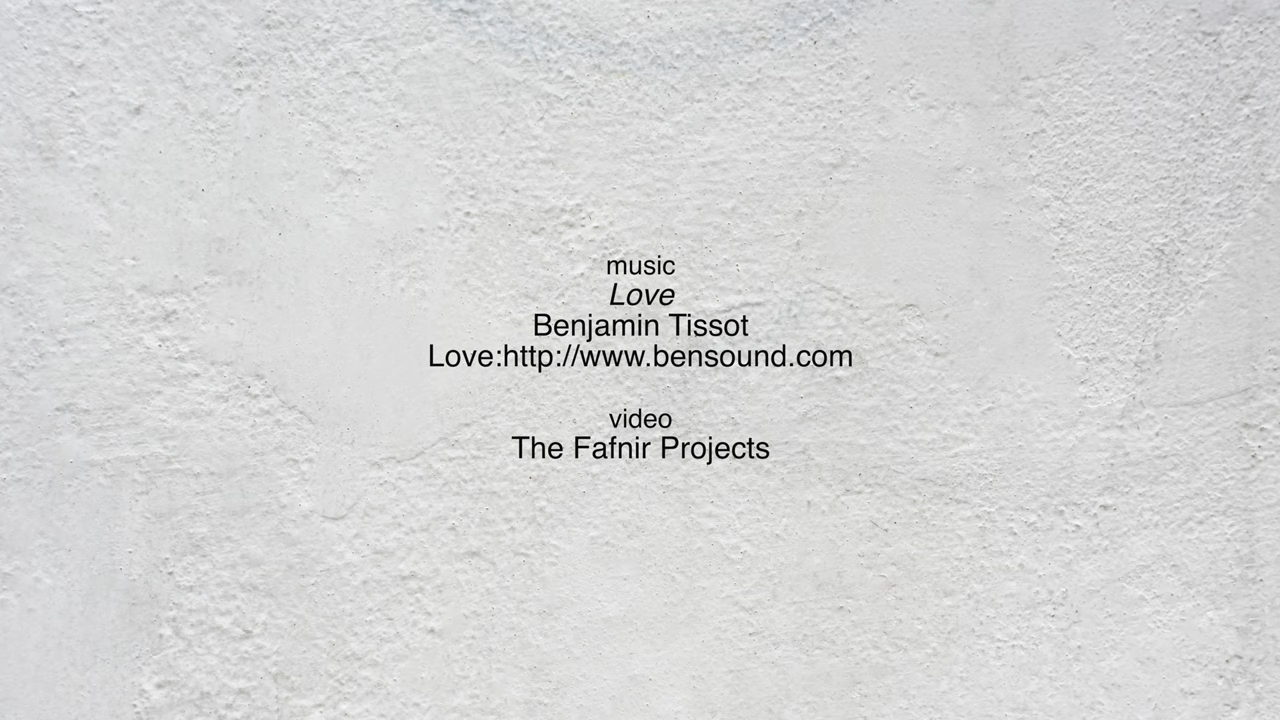 music
Love
Benjamin Tissot
Love:http://www.bensound.com
video
The Fafnir Projects